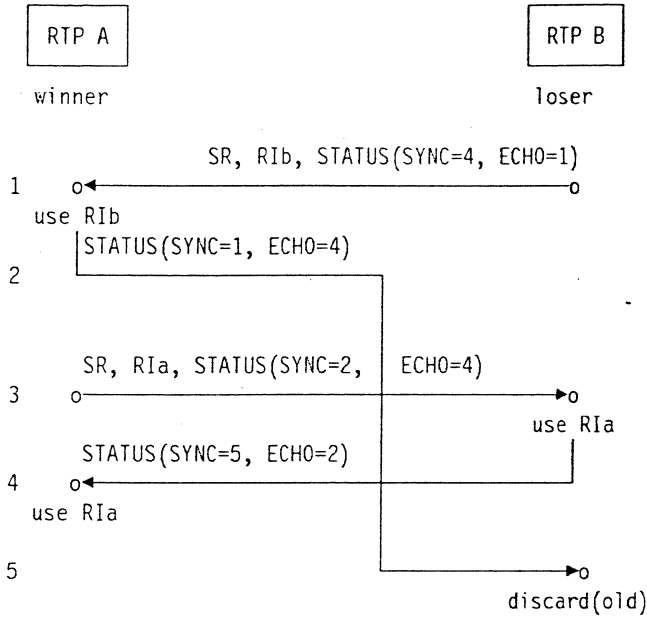 RTP A
RTP B
winner
loser
SR, RIb, STATUS(SYNC=4, ECHO=1)
1
use RIb
STATUS(SYNC=1, ECHO=4)
2
SR, RIa, STATUS(SYNC=2, ECHO=4)
3
use RIa
STATUS(SYNC=5, ECHO=2)
4
use RIa
5
discard(old)